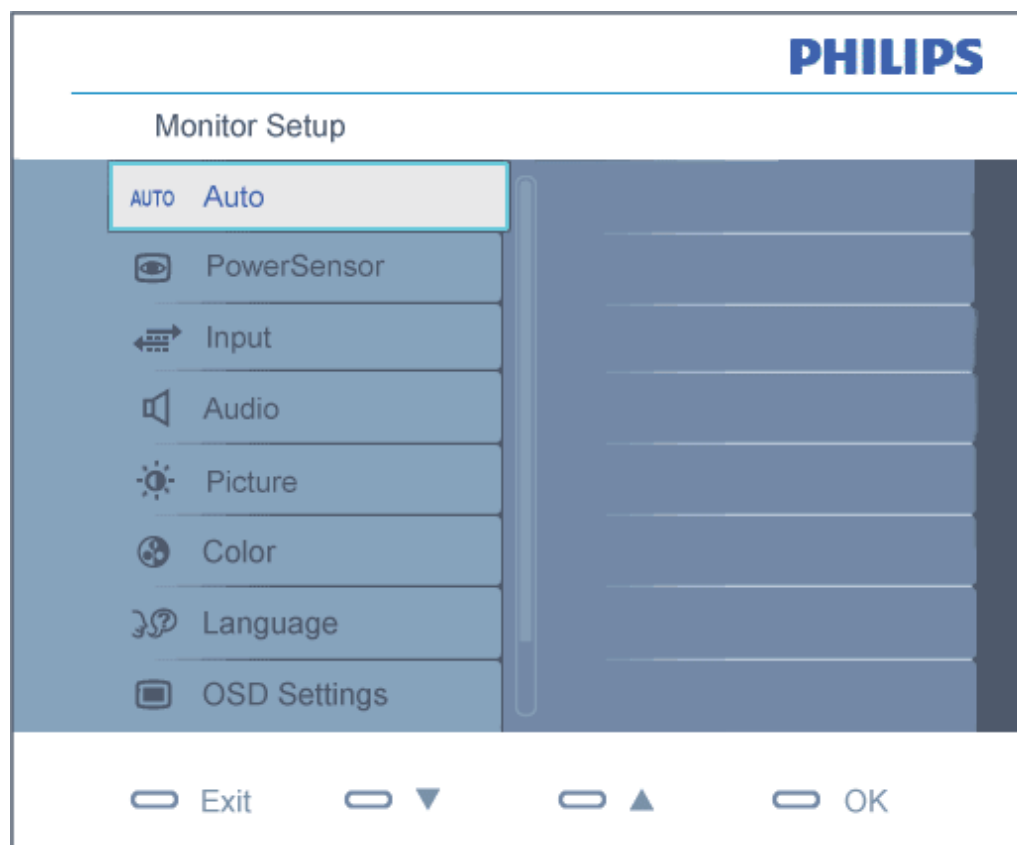 PHILIPS
Monitor Setup
AUTO Auto
PowerSensor
Input
Audio
Picture
Color
Language
OSD Settings
Exit ▼ ▲ OK